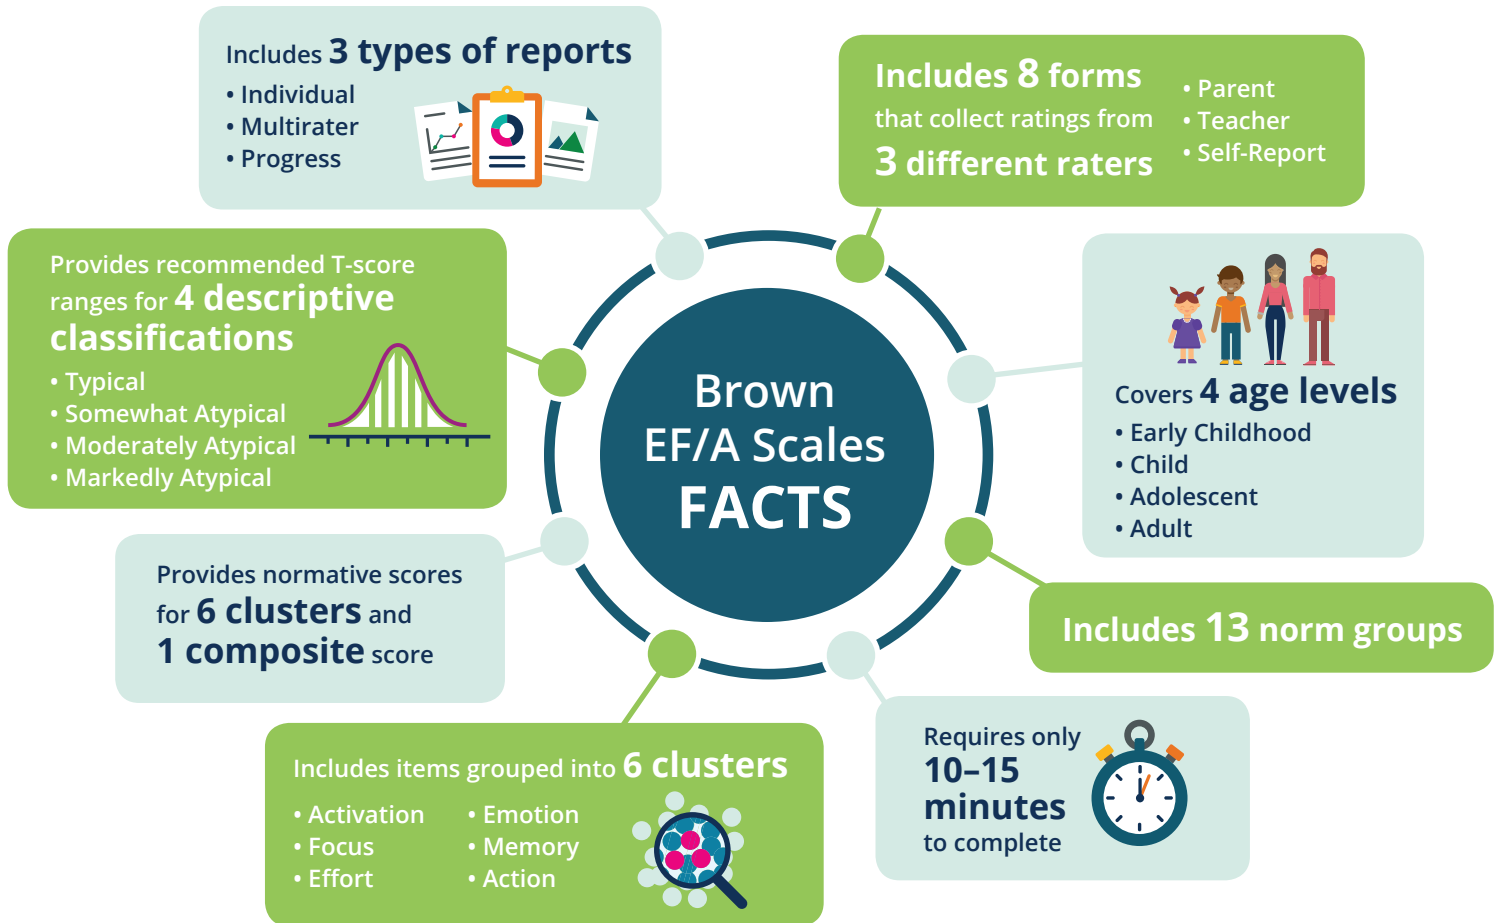 Includes 3 types of reports
• Individual
• Multirater
• Progress
Includes 8 forms
that collect ratings from
3 different raters
• Parent
• Teacher
• Self-Report
Provides recommended T-score
ranges for 4 descriptive
classifications
• Typical
• Somewhat Atypical
• Moderately Atypical
• Markedly Atypical
Brown
EF/A Scales
FACTS
Covers 4 age levels
• Early Childhood
• Child
• Adolescent
• Adult
Provides normative scores
for 6 clusters and
1 composite score
Includes 13 norm groups
Includes items grouped into 6 clusters
• Activation
• Focus
• Effort
• Emotion
• Memory
• Action
Requires only
10–15
minutes
to complete